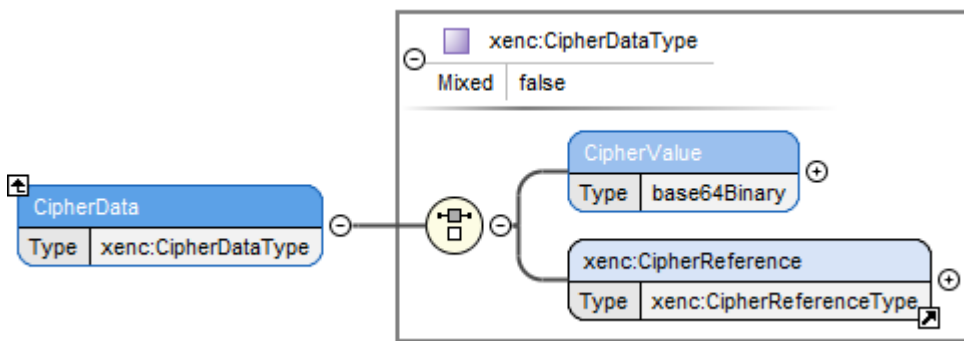 xenc:CipherDataType
Mixed false
CipherValue
Type base64Binary
CipherData
Type xenc:CipherDataType
xenc:CipherReference
Type xenc:CipherReferenceType